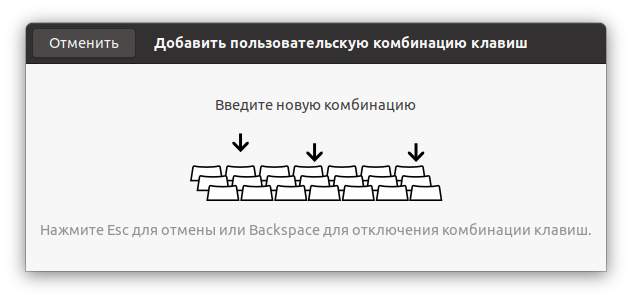 Отменить
Добавить пользовательскую комбинацию клавиш
Введите новую комбинацию
Нажмите Esc для отмены или Backspace для отключения комбинации клавиш.